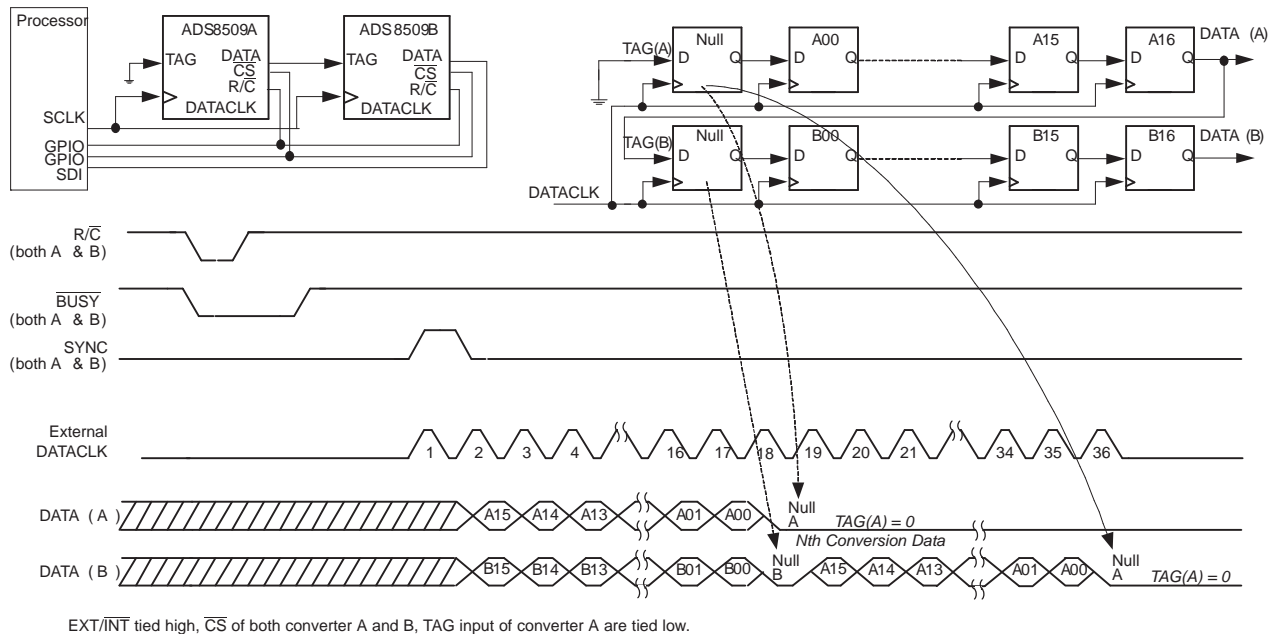 Processor
ADS8509A
ADS8509B
TAG
DATA
CS
R/C
DATACLK
TAG
DATA
CS
R/C
DATACLK
SCLK
GPIO
GPIO
SDI
TAG(A)
Null
D Q
A00
D Q
A15
D Q
A16
D Q
DATA (A)
TAG(B)
Null
D Q
B00
D Q
B15
D Q
B16
D Q
DATA (B)
DATACLK
R/C
(both A & B)
BUSY
(both A & B)
SYNC
(both A & B)
External
DATACLK
1 2 3 4 16 17 18 19 20 21 34 35 36
DATA (A)
A15 A14 A13 A01 A00
Null
A
TAG(A) = 0
Nth Conversion Data
DATA (B)
B15 B14 B13 B01 B00
Null
B
A15 A14 A13 A01 A00
Null
A
TAG(A) = 0
EXT/INT tied high, CS of both converter A and B, TAG input of converter A are tied low.